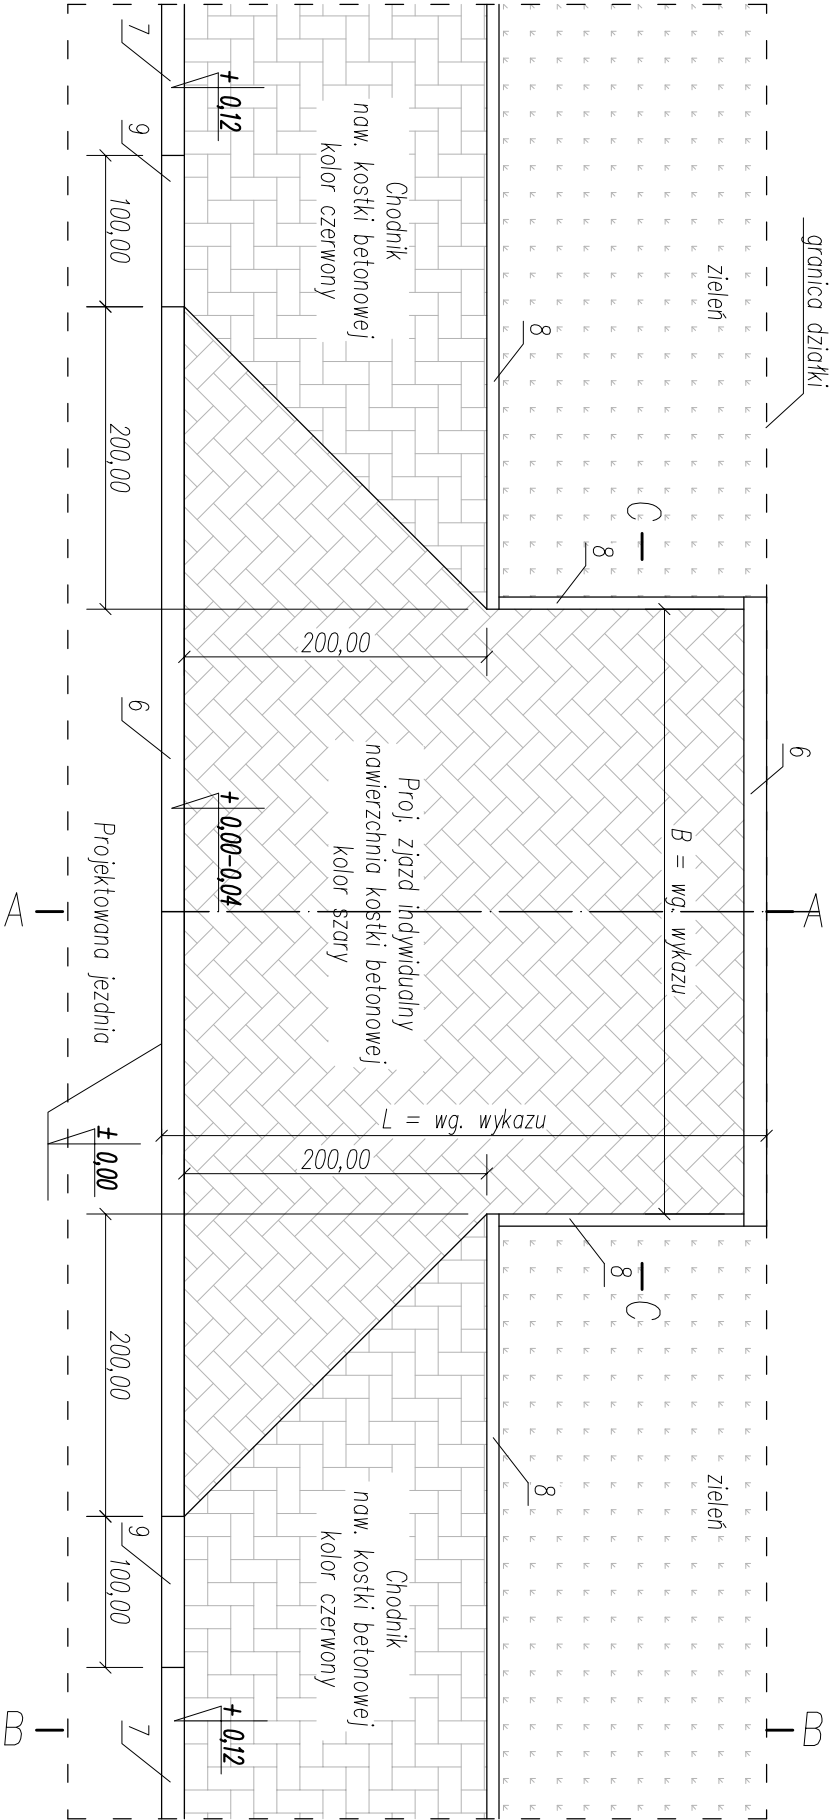 granica działki
zieleń
zieleń
8
8
8
8
C
C
6
B = wg. wykazu
L = wg. wykazu
Chodnik
naw. kostki betonowej
kolor czerwony
Proj. zjazd indywidualny
nawierzchnia kostki betonowej
kolor szary
Chodnik
naw. kostki betonowej
kolor czerwony
200,00
200,00
+ 0,12
+ 0,00-0,04
+ 0,12
7
9
6
9
7
100,00
200,00
200,00
100,00
Projektowana jezdnia
± 0,00
A
A
B
B